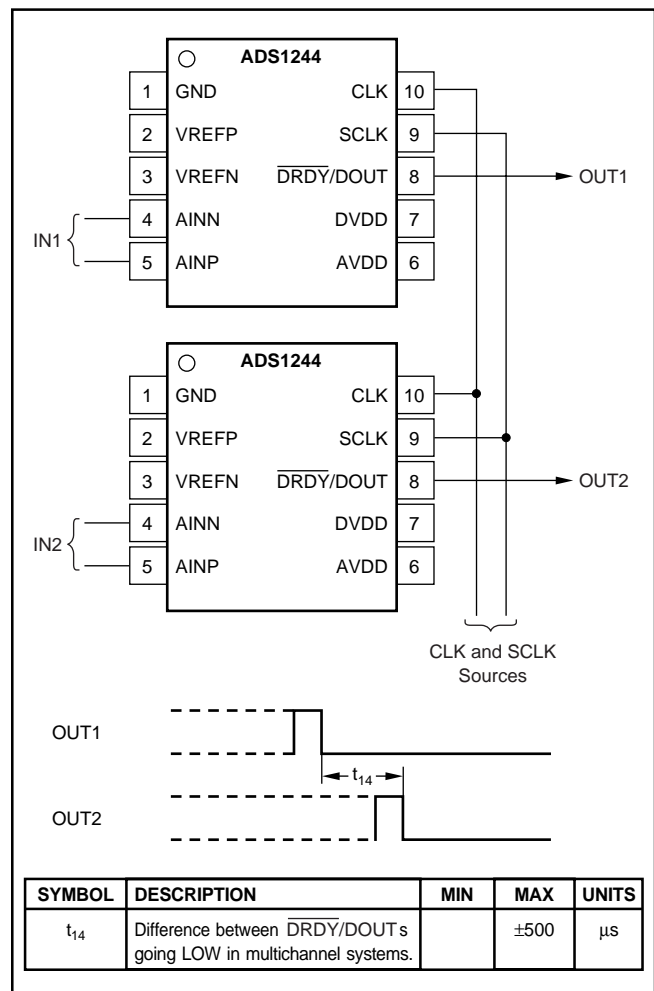 ADS1244
1 GND CLK 10
2 VREFP SCLK 9
3 VREFN DRDY/DOUT 8 OUT1
IN1 4 AINN DVDD 7
5 AINP AVDD 6
ADS1244
1 GND CLK 10
2 VREFP SCLK 9
3 VREFN DRDY/DOUT 8 OUT2
IN2 4 AINN DVDD 7
5 AINP AVDD 6
CLK and SCLK
Sources
OUT1
t14
OUT2
SYMBOL DESCRIPTION MIN MAX UNITS
t14 Difference between DRDY/DOUTs ±500 µs
going LOW in multichannel systems.